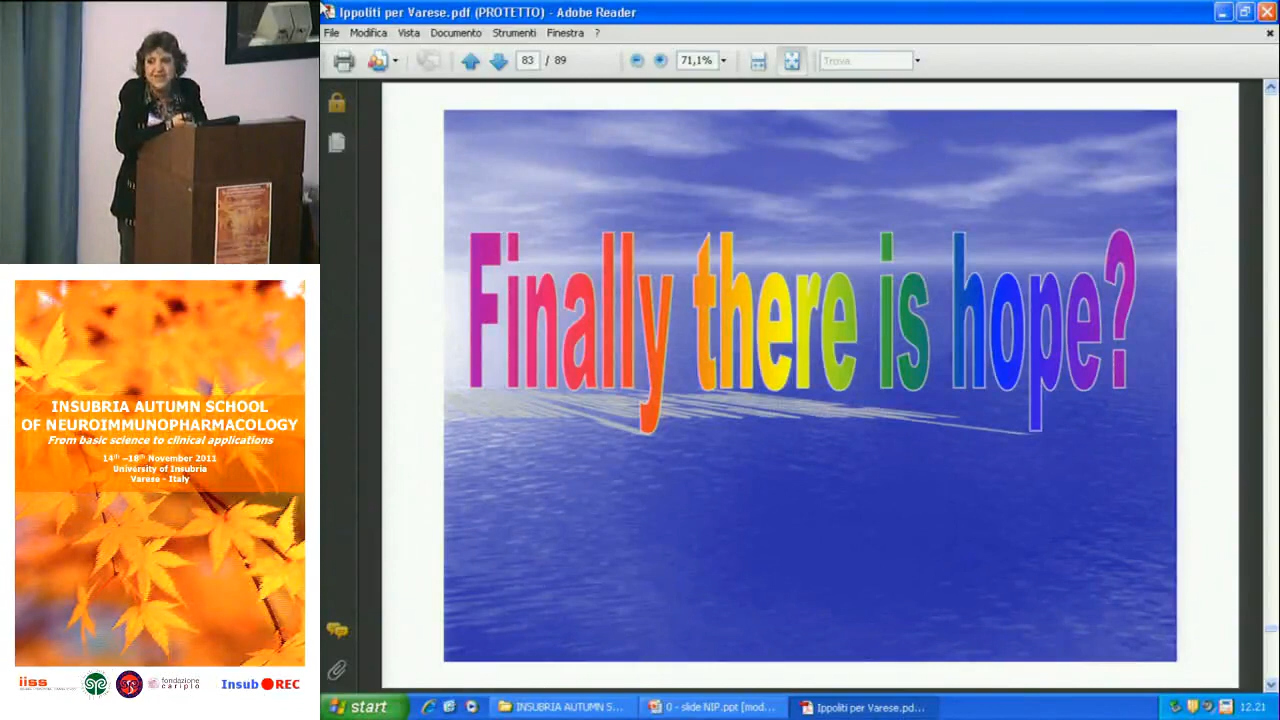 Ippoliti per Varese.pdf (PROTETTO) - Adobe Reader
File Modifica Vista Documento Strumenti Finestra ?
83 / 89 71,1% Trova
Finally there is hope?
INSUBRIA AUTUMN SCHOOL
OF NEUROIMMUNOPHARMACOLOGY
From basic science to clinical applications
14th –18th November 2011
University of Insubria
Varese - Italy
iiss
fondazione
cariplo
Insub REC
start
INSUBRIA AUTUMN S...
0 - slide NIP.ppt [mod...
Ippoliti per Varese.pd...
12.21